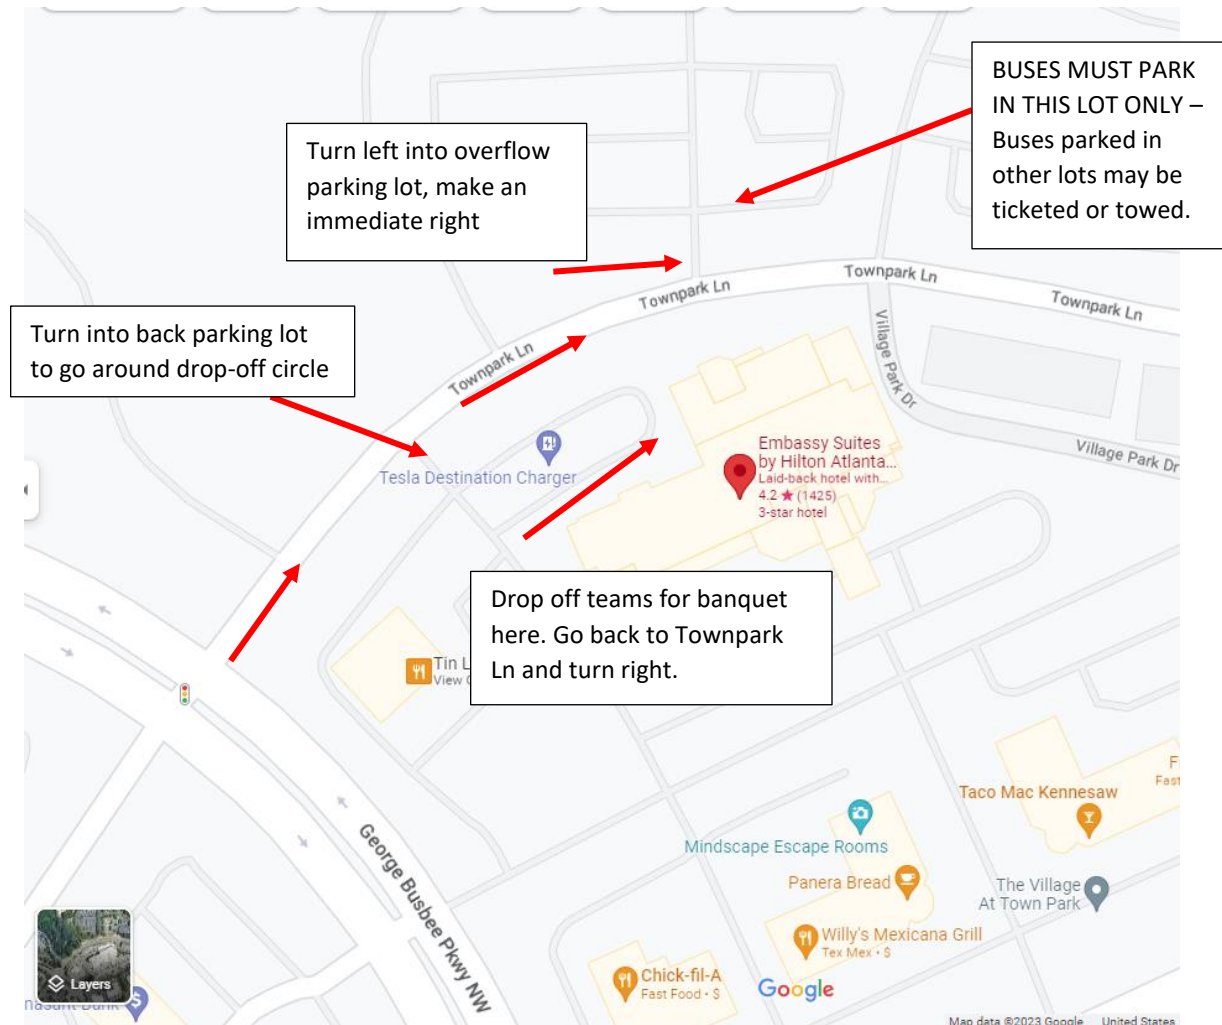 BUSES MUST PARK
IN THIS LOT ONLY –
Buses parked in
other lots may be
ticketed or towed.
Turn left into overflow
parking lot, make an
immediate right
Townpark Ln
Townpark Ln
Townpark Ln
Townpark Ln
Turn into back parking lot
to go around drop-off circle
Village Park Dr
Village Park Dr
Tesla Destination Charger
Embassy Suites
by Hilton Atlanta...
Laid-back hotel with...
4.2 ★ (1425)
3-star hotel
Drop off teams for banquet
here. Go back to Townpark
Ln and turn right.
Tin
View
George Busbee Pkwy NW
Taco Mac Kennesaw
Fast
Mindscape Escape Rooms
Panera Bread
The Village
At Town Park
Willy's Mexicana Grill
Tex Mex • $
Chick-fil-A
Fast Food • $
Google
Layers
Bank
Map data ©2023 Google United States